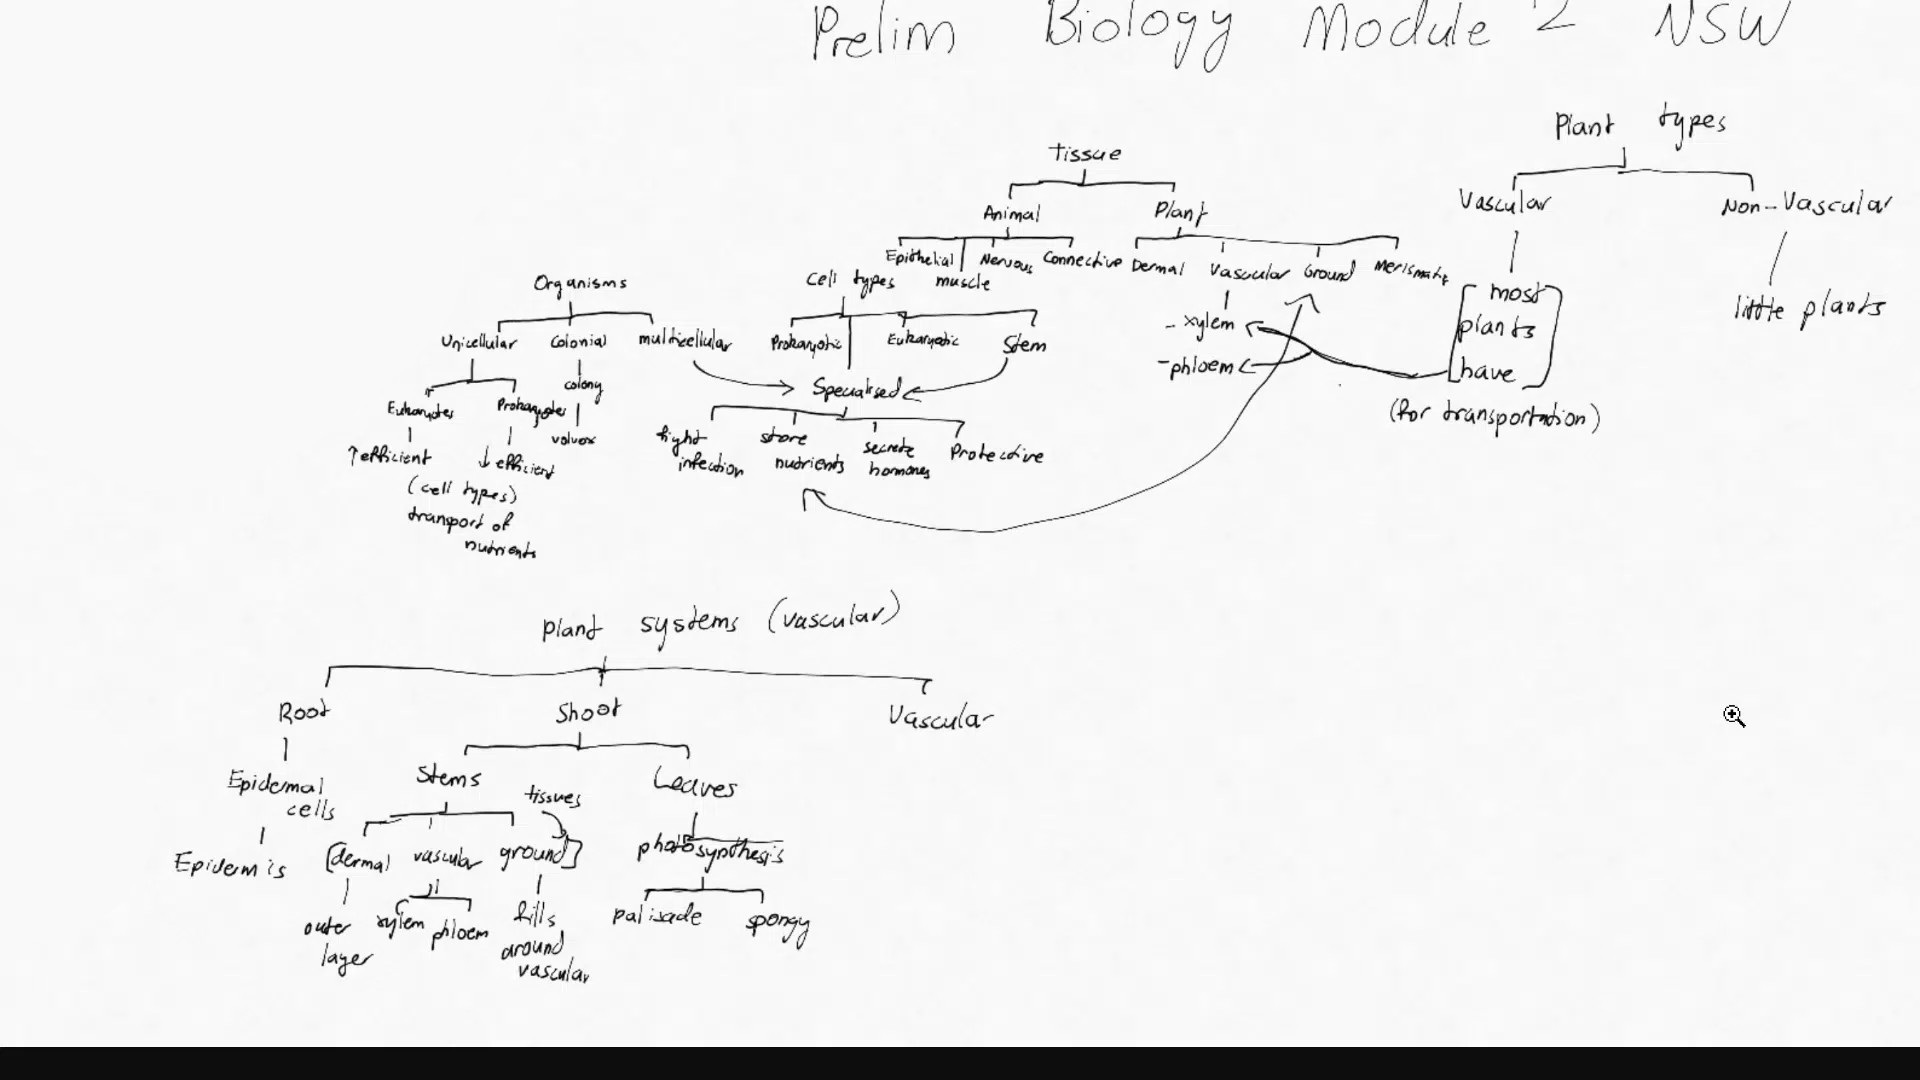 Prelim Biology Module 2 NSW
Plant types
Vascular Non-Vascular
most
plants
have
(for transportation)
little plants
tissue
Animal Plant
Epithelial muscle Nervous Connective
Dermal Vascular Ground Merismatic
- xylem
- phloem
Organisms
Unicellular Colonial multicellular
Eukaryotes Prokaryotes
↑ efficient ↓ efficient
(cell types)
transport of
nutrients
colony
volvox
Cell types
Prokaryotic Eukaryotic Stem
Specialised
fight
infection
store
nutrients
secrete
hormones
Protective
plant systems (vascular)
Root Shoot Vascular
Epidemal
cells
Epidermis
Stems Leaves
tissues
[dermal vascular ground]
outer
layer
xylem phloem
fills
around
vascular
photosynthesis
palisade spongy